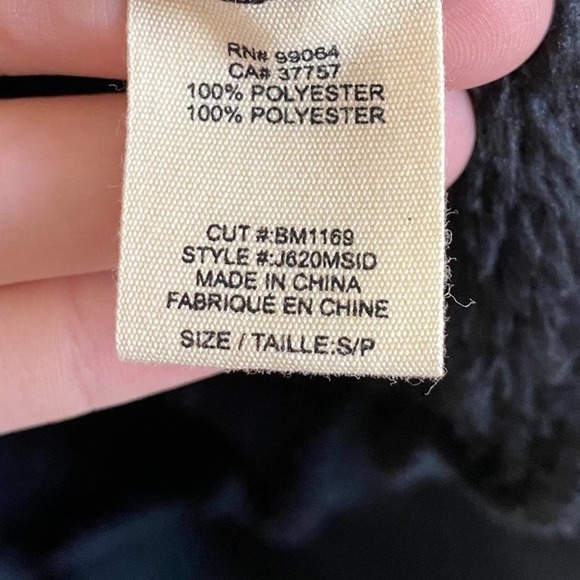 RN# 99064
CA# 37757
100% POLYESTER
100% POLYESTER
CUT #:BM1169
STYLE #:J620MSID
MADE IN CHINA
FABRIQUÉ EN CHINE
SIZE / TAILLE:S/P